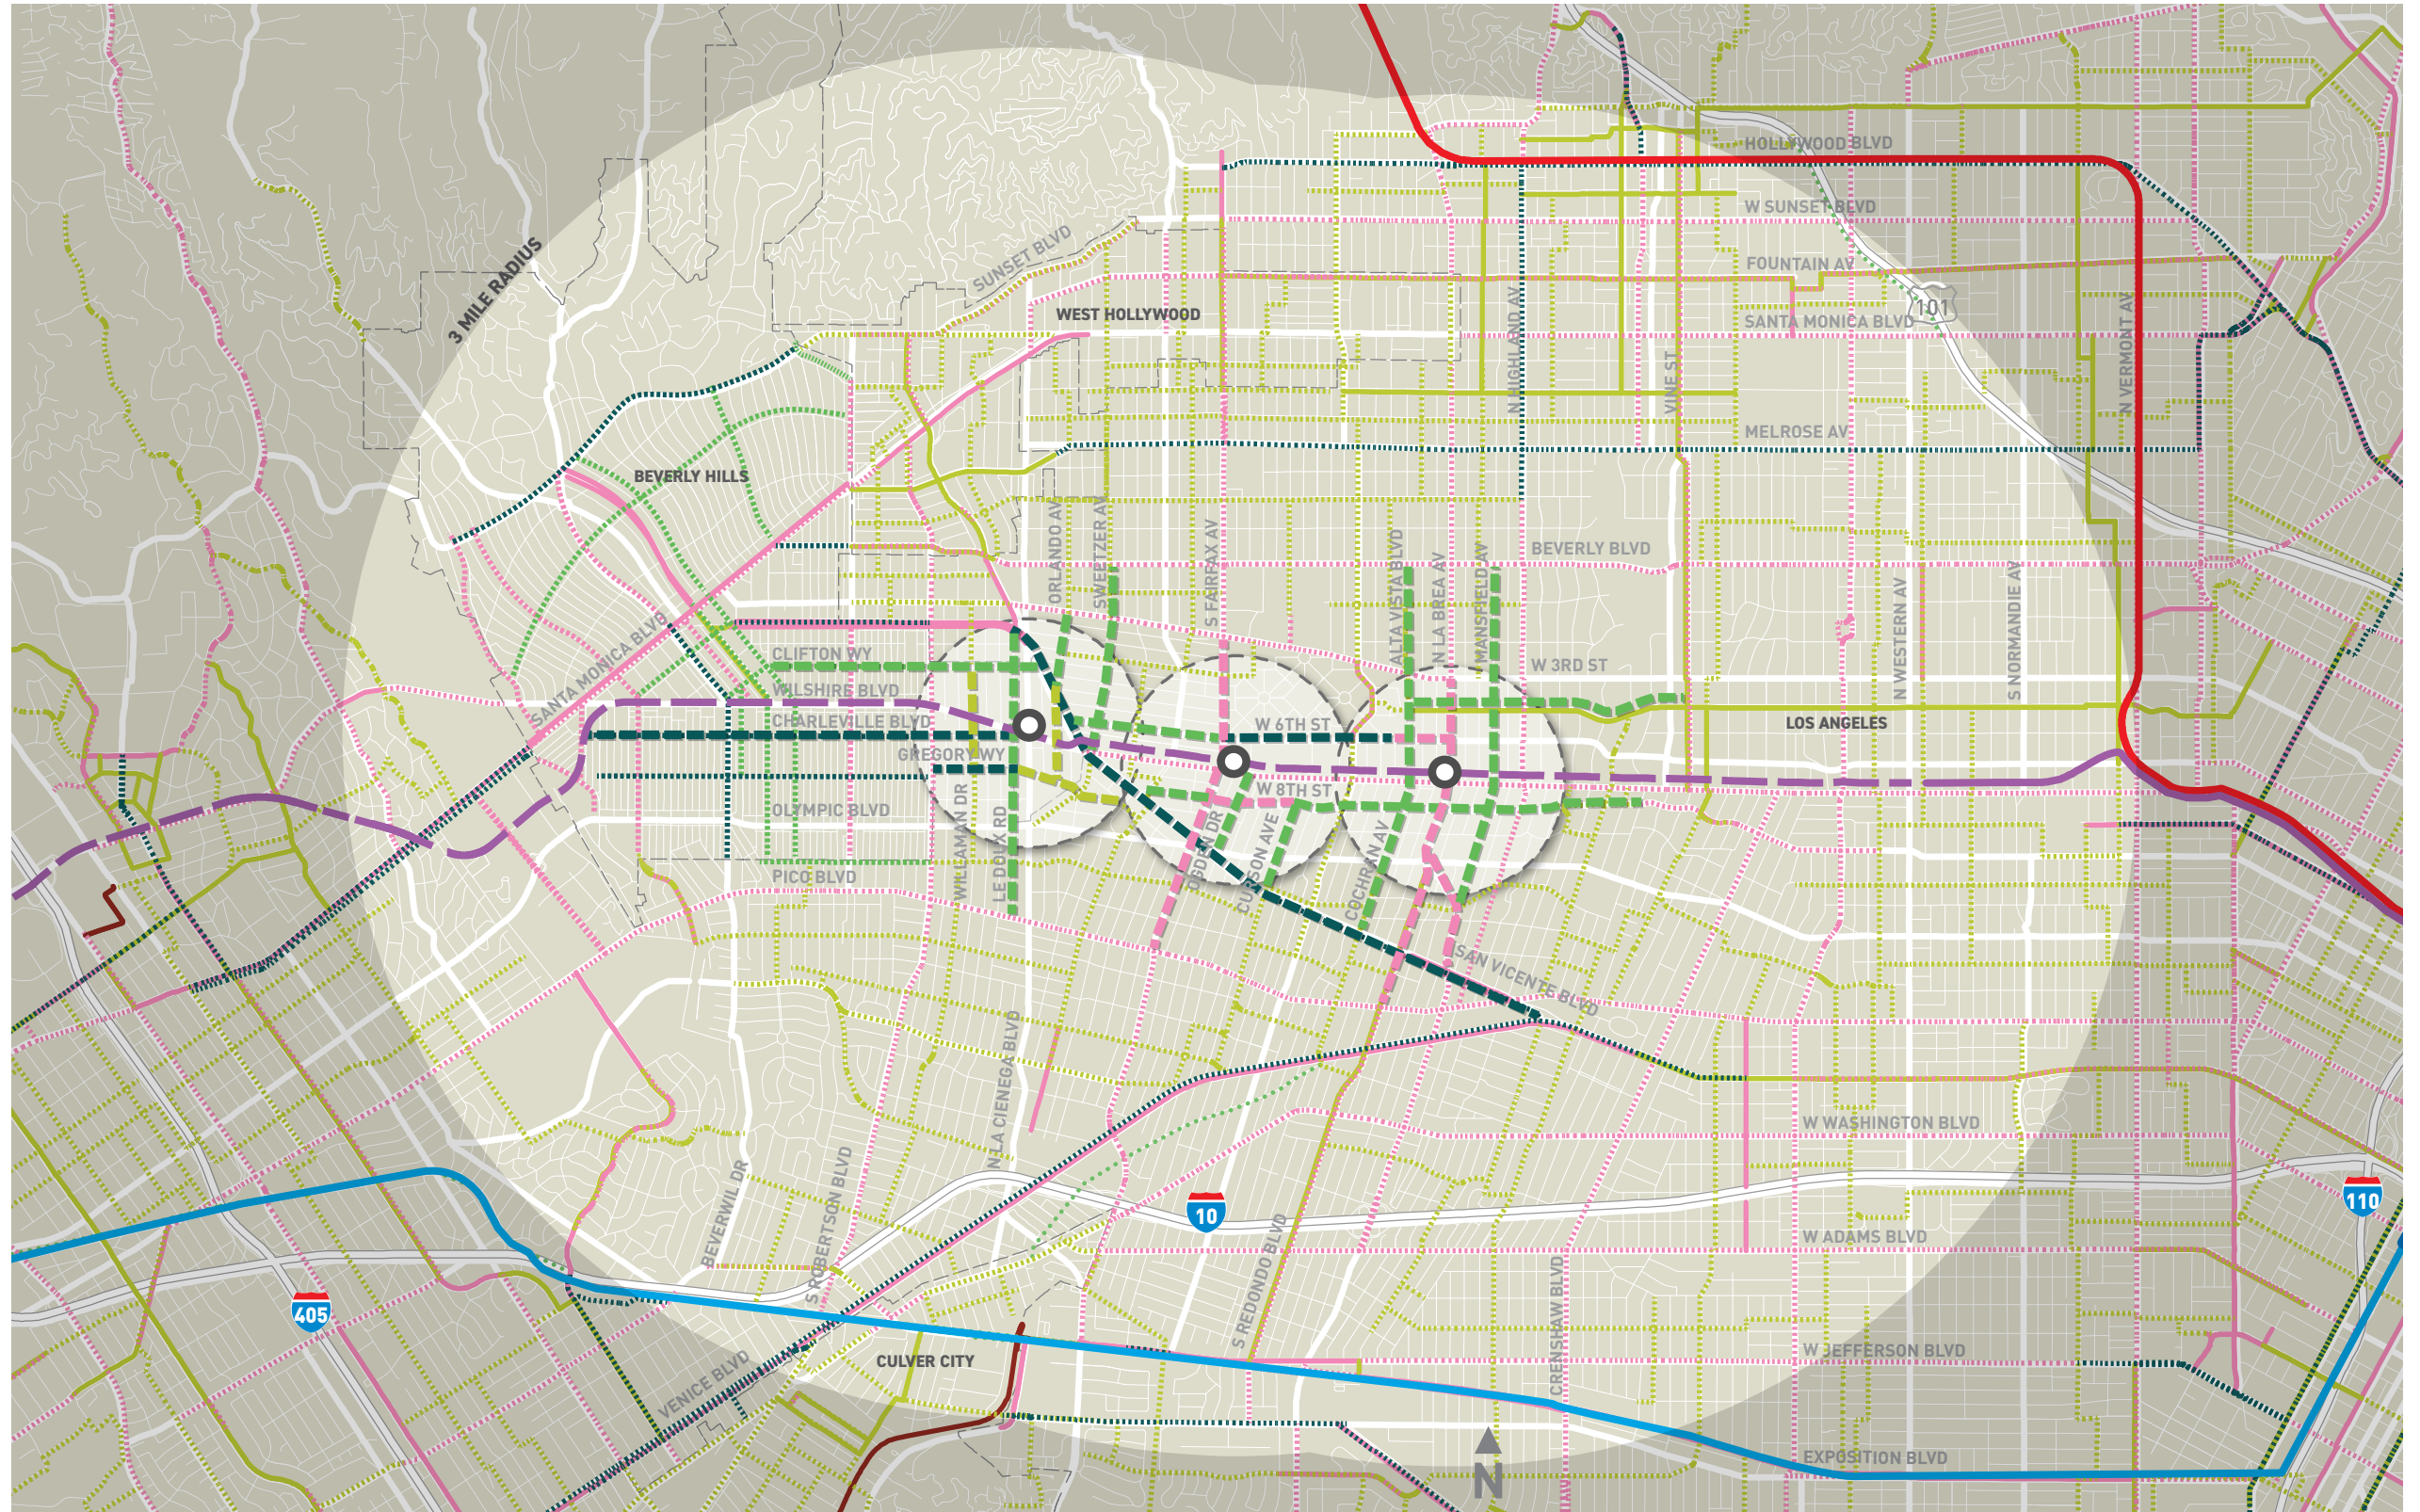 HOLLYWOOD BLVD
W SUNSET BLVD
SUNSET BLVD
3 MILE RADIUS
FOUNTAIN AV
101
WEST HOLLYWOOD
SANTA MONICA BLVD
N HIGHLAND AV
VINE ST
N VERMONT AV
MELROSE AV
BEVERLY HILLS
ORLANDO AV
SWEETZER AV
S FAIRFAX AV
ALTA VISTA BLVD
N LA BREA AV
MANSFIELD AV
BEVERLY BLVD
N WESTERN AV
S NORMANDIE AV
SANTA MONICA BLVD
CLIFTON WY
W 3RD ST
WILSHIRE BLVD
CHARLEVILLE BLVD
W 6TH ST
LOS ANGELES
GREGORY WY
W 8TH ST
OLYMPIC BLVD
WILLAMAN DR
LE DOUX RD
OGDEN DR
CURSON AVE
COCHRAN AV
PICO BLVD
SAN VICENTE BLVD
N LA CIENEGA BLVD
W WASHINGTON BLVD
BEVERWIL DR
S ROBERTSON BLVD
10
110
S REDONDO BLVD
W ADAMS BLVD
CRENSHAW BLVD
405
VENICE BLVD
CULVER CITY
W JEFFERSON BLVD
EXPOSITION BLVD
N